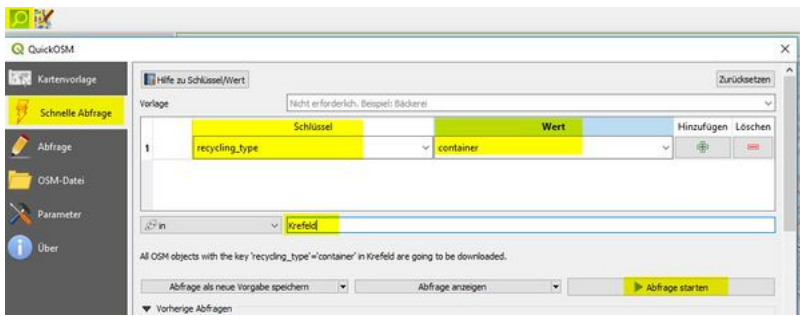 QuickOSM
Kartenvorlage
Schnelle Abfrage
Abfrage
OSM-Datei
Parameter
Über
Hilfe zu Schlüssel/Wert
Zurücksetzen
Vorlage
Nicht erforderlich. Beispiel: Bäckerei
Schlüssel Wert Hinzufügen Löschen
1 recycling_type container
in Krefeld
All OSM objects with the key 'recycling_type'='container' in Krefeld are going to be downloaded.
Abfrage als neue Vorgabe speichern Abfrage anzeigen Abfrage starten
Vorherige Abfragen